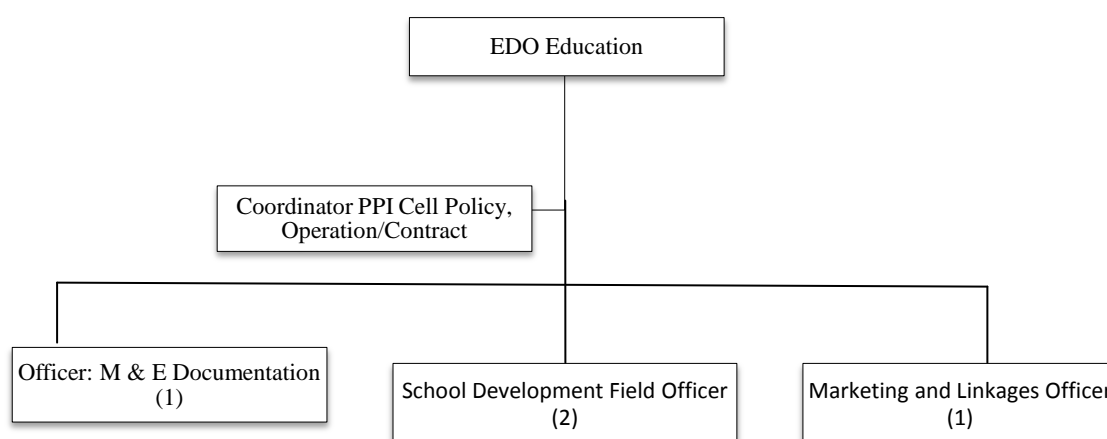 EDO Education
Coordinator PPI Cell Policy,
Operation/Contract
Officer: M & E Documentation
(1)
School Development Field Officer
(2)
Marketing and Linkages Officer
(1)